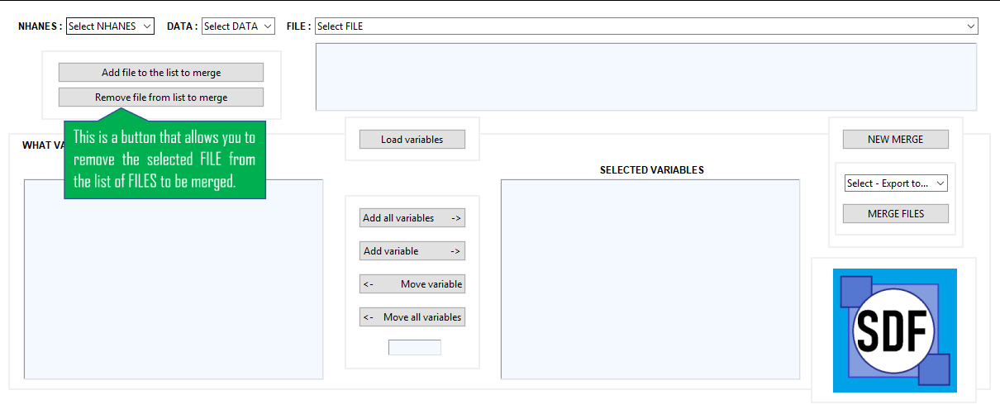 NHANES : Select NHANES DATA : Select DATA FILE : Select FILE
Add file to the list to merge
Remove file from list to merge
This is a button that allows you to
remove the selected FILE from
the list of FILES to be merged.
WHAT VA
Load variables
NEW MERGE
SELECTED VARIABLES
Select - Export to...
MERGE FILES
Add all variables ->
Add variable ->
<- Move variable
<- Move all variables
SDF